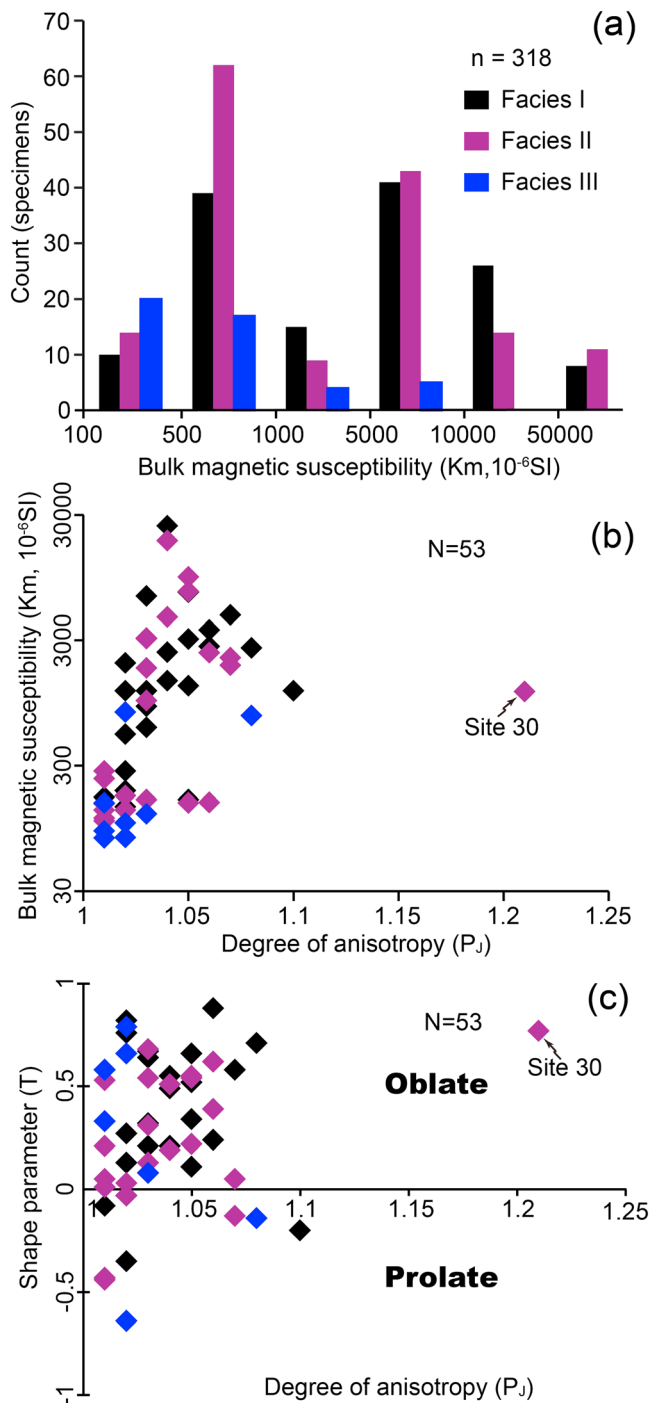 (a)
n = 318
Facies I
Facies II
Facies III
Count (specimens)
70
60
50
40
30
20
10
0
100 500 1000 5000 10000 50000
Bulk magnetic susceptibility (Km,10⁻⁶SI)
(b)
N=53
Bulk magnetic susceptibility (Km, 10⁻⁶SI)
30000
3000
300
30
Site 30
1 1.05 1.1 1.15 1.2 1.25
Degree of anisotropy (PJ)
(c)
N=53
Shape parameter (T)
1
0.5
0
-0.5
-1
Site 30
Oblate
1 1.05 1.1 1.15 1.2 1.25
Prolate
Degree of anisotropy (PJ)